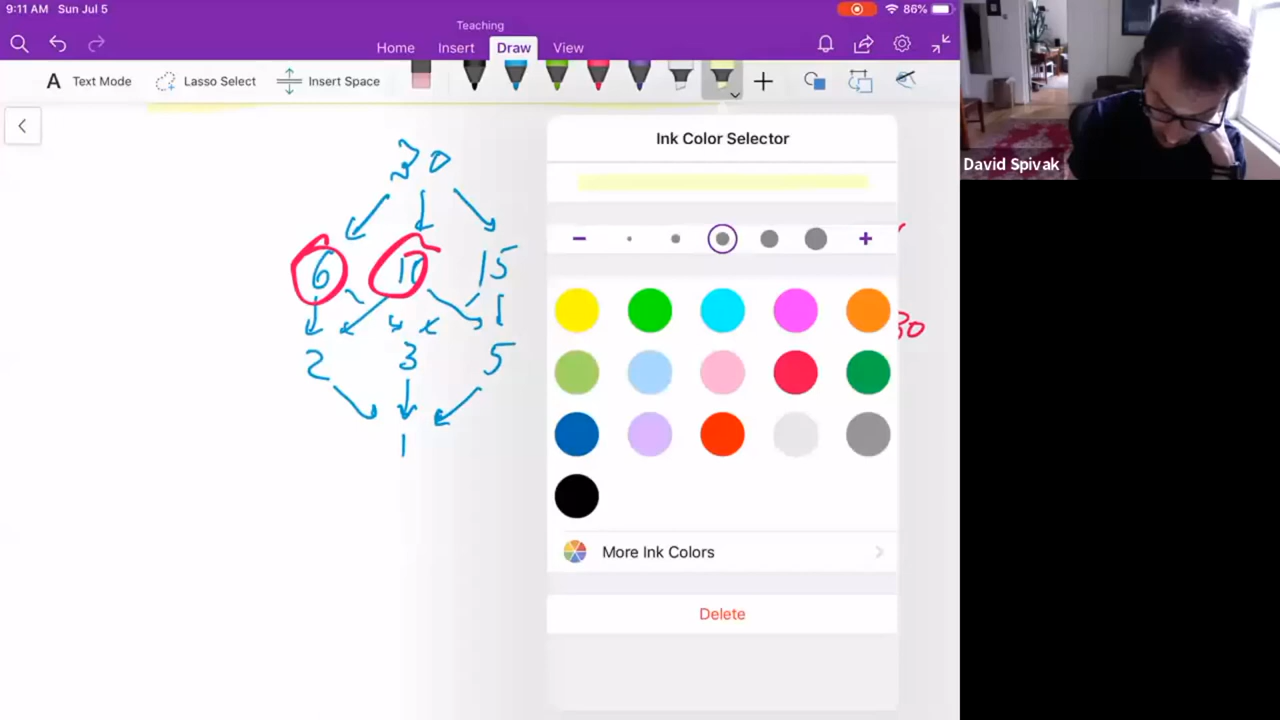 9:11 AM Sun Jul 5
86%
Teaching
Home Insert Draw View
A Text Mode Lasso Select Insert Space
Ink Color Selector
David Spivak
30
6 10 15
30
2 3 5
1
More Ink Colors
Delete